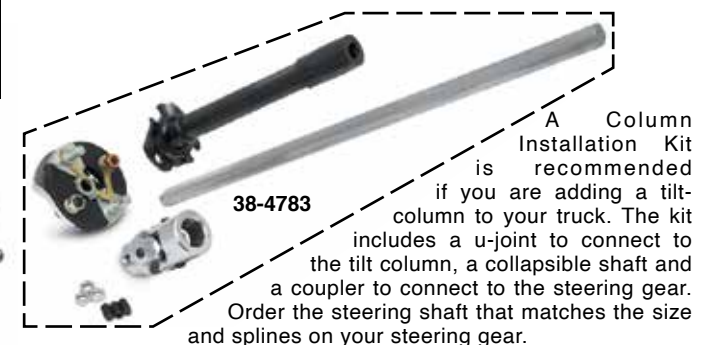 38-4783
A Column
Installation Kit
is recommended
if you are adding a tilt-
column to your truck. The kit
includes a u-joint to connect to
the tilt column, a collapsible shaft and
a coupler to connect to the steering gear.
Order the steering shaft that matches the size
and splines on your steering gear.